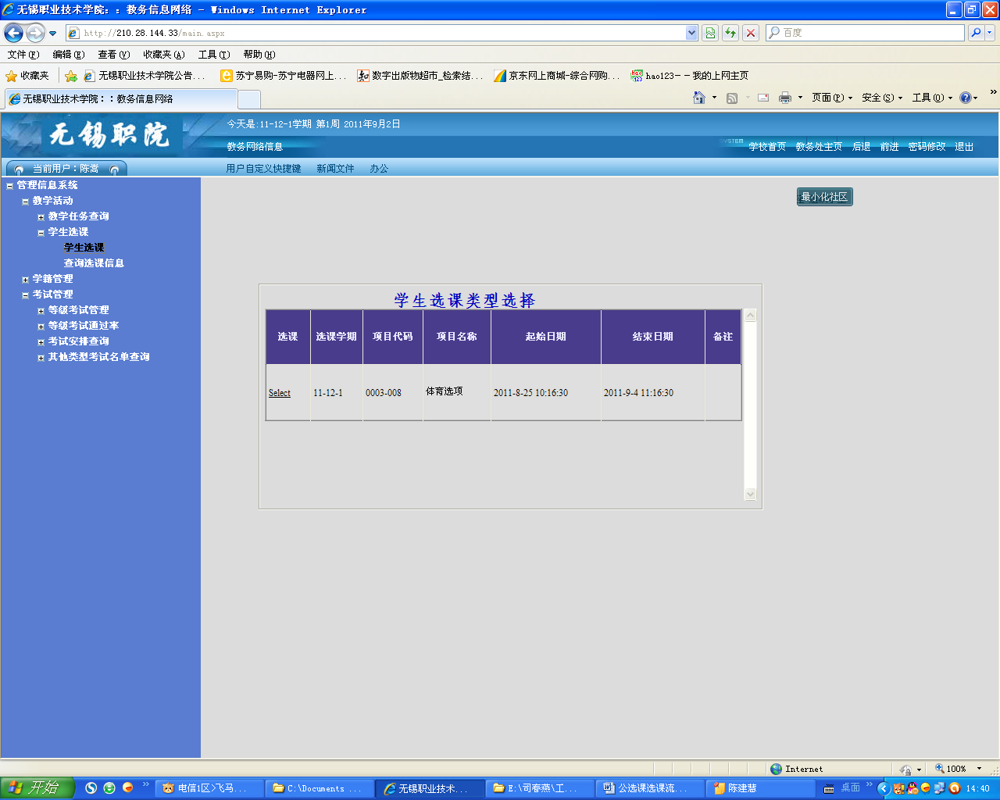 无锡职业技术学院：：教务信息网络 - Windows Internet Explorer
http://210.28.144.33/main.aspx
百度
文件(F) 编辑(E) 查看(V) 收藏夹(A) 工具(T) 帮助(H)
收藏夹 无锡职业技术学院公告... 苏宁易购-苏宁电器网上... 数字出版物超市_检索结... 京东网上商城-综合网购... hao123－－我的上网主页
无锡职业技术学院：：教务信息网络
页面(P) 安全(S) 工具(O)
无锡职院
今天是:11-12-1学期 第1周 2011年9月2日
教务网络信息
学校首页 教务处主页 后退 前进 密码修改 退出
当前用户：陈嵩
用户自定义快捷键 新闻文件 办公
管理信息系统
教学活动
教学任务查询
学生选课
学生选课
查询选课信息
学籍管理
考试管理
等级考试管理
等级考试通过率
考试安排查询
其他类型考试名单查询
最小化社区
学生选课类型选择
选课 选课学期 项目代码 项目名称 起始日期 结束日期 备注
Select 11-12-1 0003-008 体育选项 2011-8-25 10:16:30 2011-9-4 11:16:30
Internet 100%
开始 电信1区>飞马... C:\Documents ... 无锡职业技术... E:\司春燕\工... 公选课选课流... 陈建慧 桌面 14:40